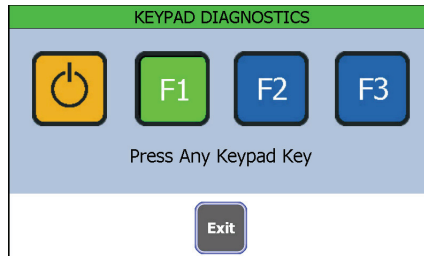 KEYPAD DIAGNOSTICS
F1 F2 F3
Press Any Keypad Key
Exit